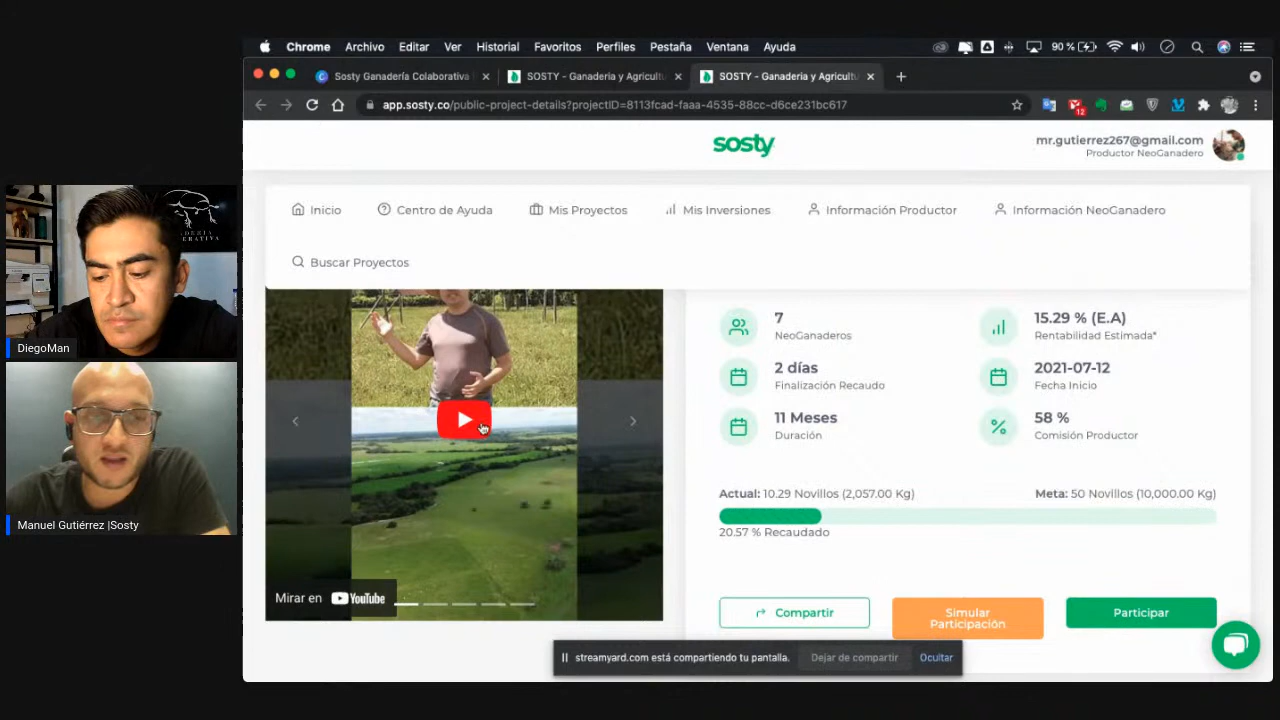 Chrome Archivo Editar Ver Historial Favoritos Perfiles Pestaña Ventana Ayuda 90 %
Sosty Ganadería Colaborativa
SOSTY - Ganaderia y Agricultu
SOSTY - Ganaderia y Agricultu
app.sosty.co/public-project-details?projectID=8113fcad-faaa-4535-88cc-d6ce231bc617
12
sosty
mr.gutierrez267@gmail.com
Productor NeoGanadero
Inicio Centro de Ayuda Mis Proyectos Mis Inversiones Información Productor Información NeoGanadero
Buscar Proyectos
7
NeoGanaderos
15.29 % (E.A)
Rentabilidad Estimada*
2 días
Finalización Recaudo
2021-07-12
Fecha Inicio
11 Meses
Duración
58 %
Comisión Productor
Actual: 10.29 Novillos (2,057.00 Kg)
Meta: 50 Novillos (10,000.00 Kg)
20.57 % Recaudado
Mirar en YouTube
Compartir
Simular
Participación
Participar
streamyard.com está compartiendo tu pantalla. Dejar de compartir Ocultar
DiegoMan
Manuel Gutiérrez |Sosty